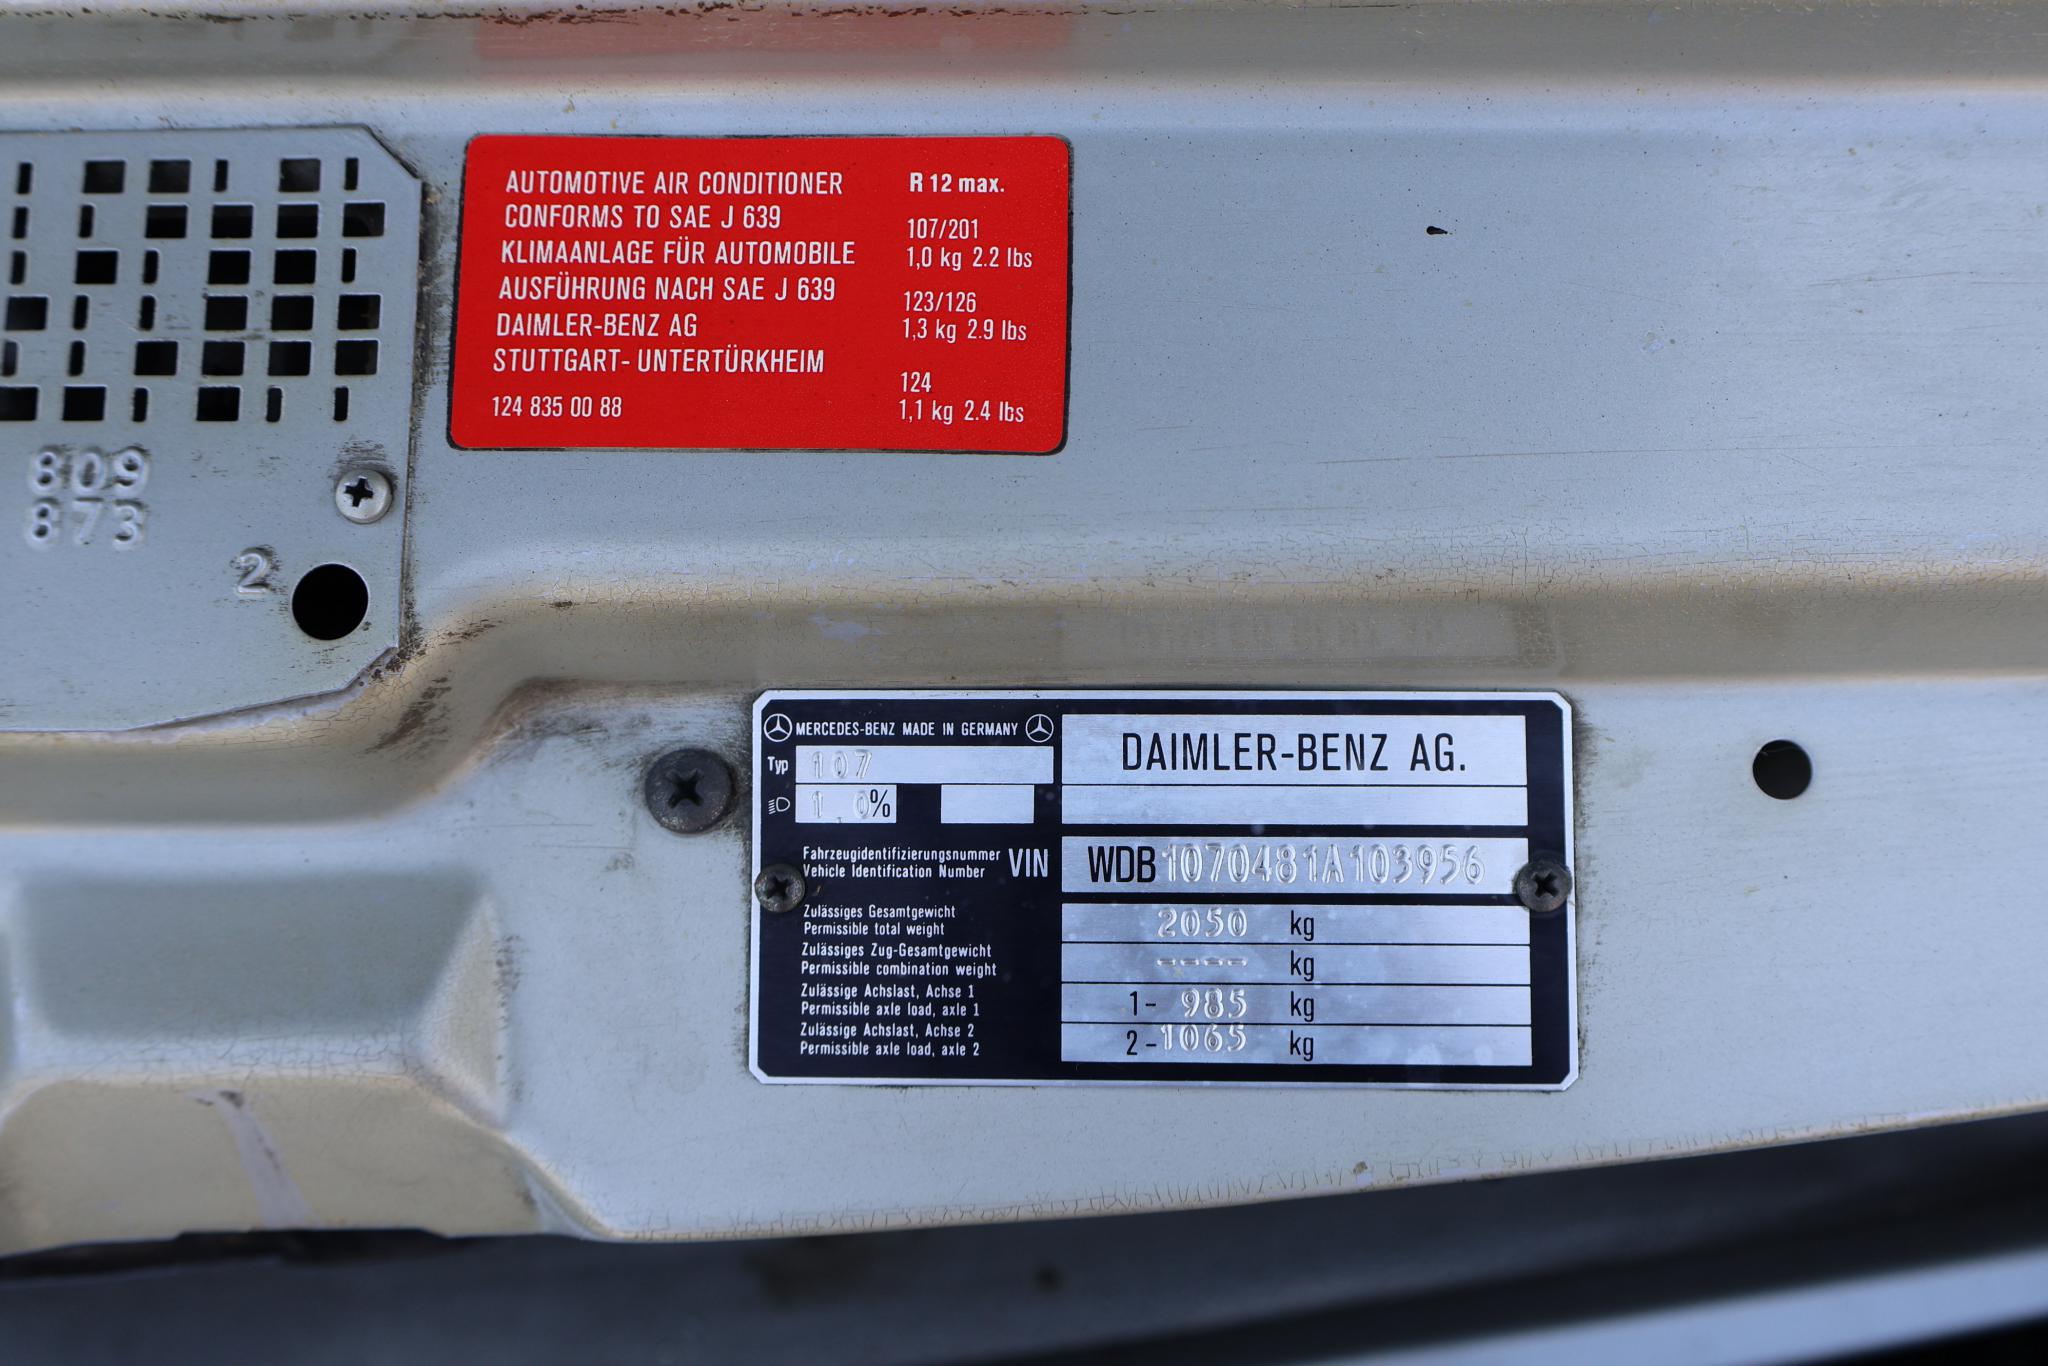 AUTOMOTIVE AIR CONDITIONER
CONFORMS TO SAE J 639
KLIMAANLAGE FÜR AUTOMOBILE
AUSFÜHRUNG NACH SAE J 639
DAIMLER-BENZ AG
STUTTGART- UNTERTÜRKHEIM
124 835 00 88
R 12 max.
107/201
1,0 kg 2.2 lbs
123/126
1,3 kg 2.9 lbs
124
1,1 kg 2.4 lbs
809
873
2
MERCEDES-BENZ MADE IN GERMANY
Typ 107
1,0%
DAIMLER-BENZ AG.
Fahrzeugidentifizierungsnummer
Vehicle Identification Number
VIN WDB1070481A103956
Zulässiges Gesamtgewicht
Permissible total weight
2050 kg
Zulässiges Zug-Gesamtgewicht
Permissible combination weight
---- kg
Zulässige Achslast, Achse 1
Permissible axle load, axle 1
1- 985 kg
Zulässige Achslast, Achse 2
Permissible axle load, axle 2
2-1065 kg